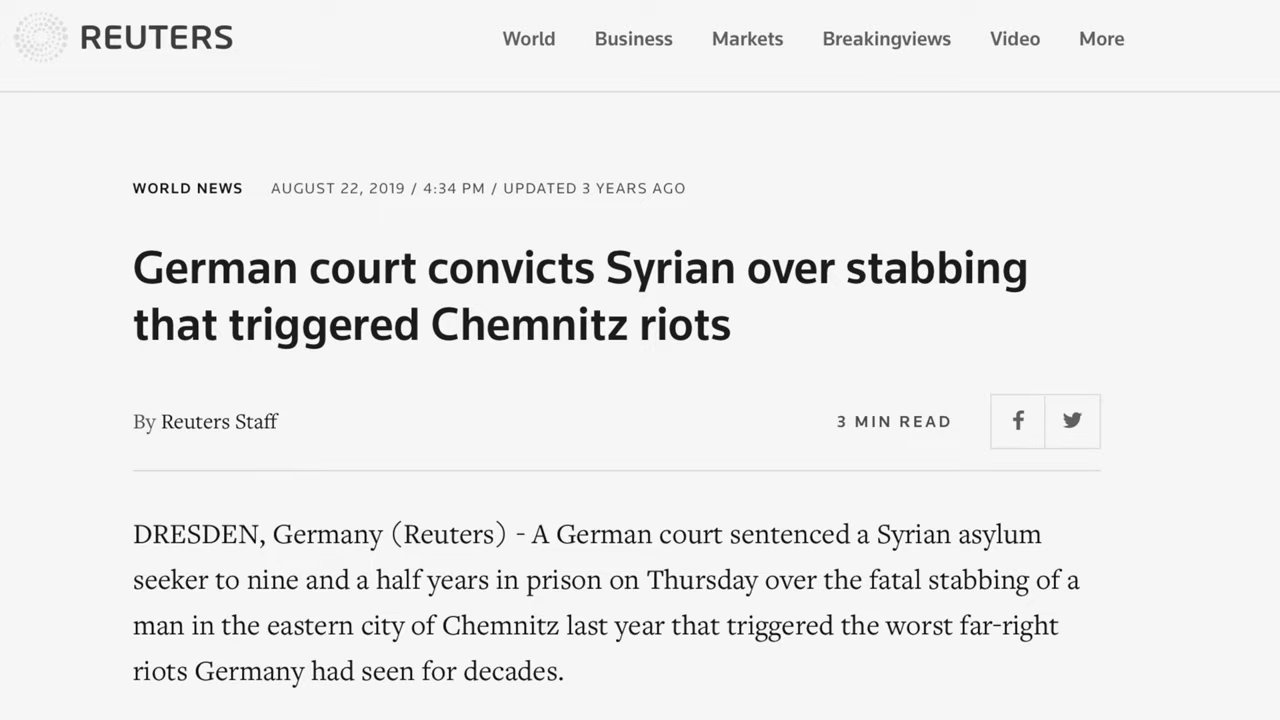 REUTERS
World Business Markets Breakingviews Video More
WORLD NEWS AUGUST 22, 2019 / 4:34 PM / UPDATED 3 YEARS AGO
German court convicts Syrian over stabbing
that triggered Chemnitz riots
By Reuters Staff
3 MIN READ
DRESDEN, Germany (Reuters) - A German court sentenced a Syrian asylum
seeker to nine and a half years in prison on Thursday over the fatal stabbing of a
man in the eastern city of Chemnitz last year that triggered the worst far-right
riots Germany had seen for decades.